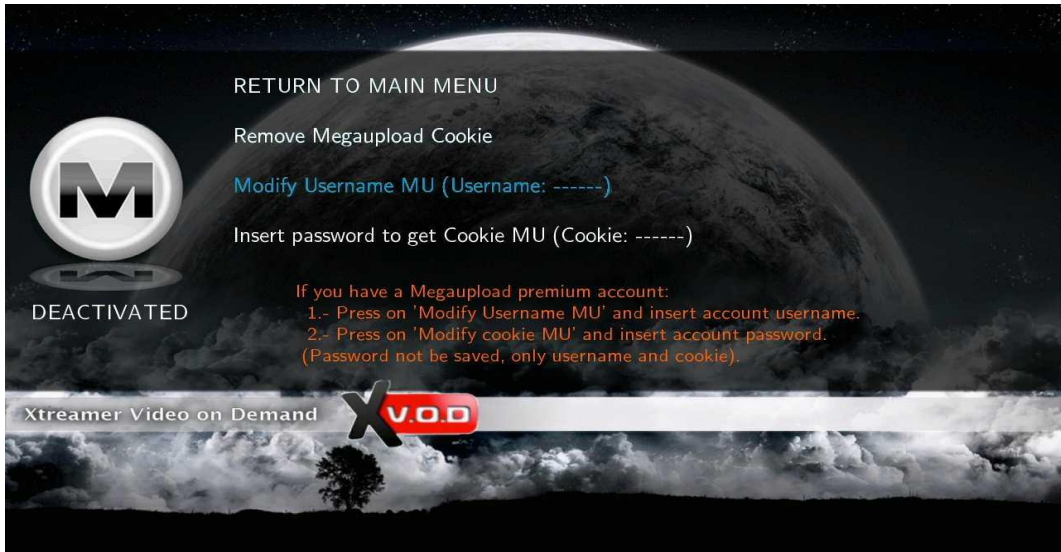 RETURN TO MAIN MENU
Remove Megaupload Cookie
Modify Username MU (Username: ------)
Insert password to get Cookie MU (Cookie: ------)
M
DEACTIVATED
If you have a Megaupload premium account:
1.- Press on 'Modify Username MU' and insert account username.
2.- Press on 'Modify cookie MU' and insert account password.
(Password not be saved, only username and cookie).
Xtreamer Video on Demand
X V.O.D